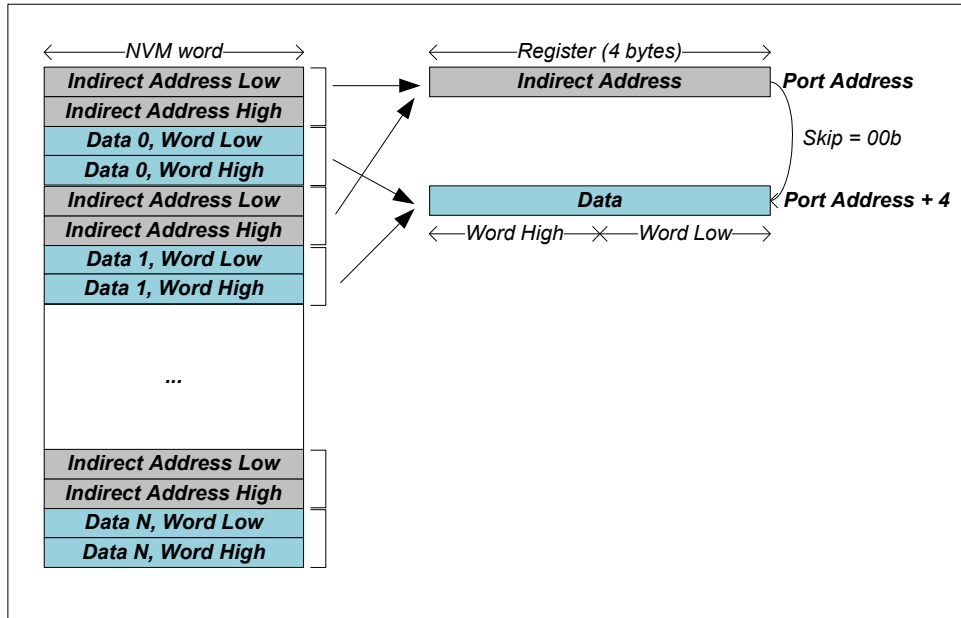 NVM word
Indirect Address Low
Indirect Address High
Data 0, Word Low
Data 0, Word High
Indirect Address Low
Indirect Address High
Data 1, Word Low
Data 1, Word High
...
Indirect Address Low
Indirect Address High
Data N, Word Low
Data N, Word High
Register (4 bytes)
Indirect Address
Port Address
Skip = 00b
Data
Port Address + 4
Word High
Word Low